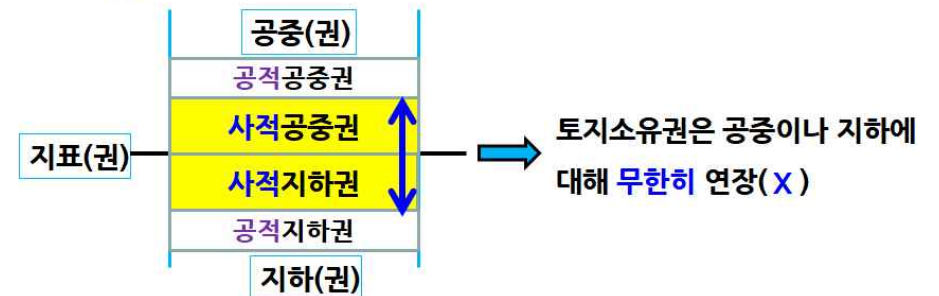 공중(권)
공적공중권
사적공중권
지표(권)
사적지하권
공적지하권
지하(권)
토지소유권은 공중이나 지하에
대해 무한히 연장( X )